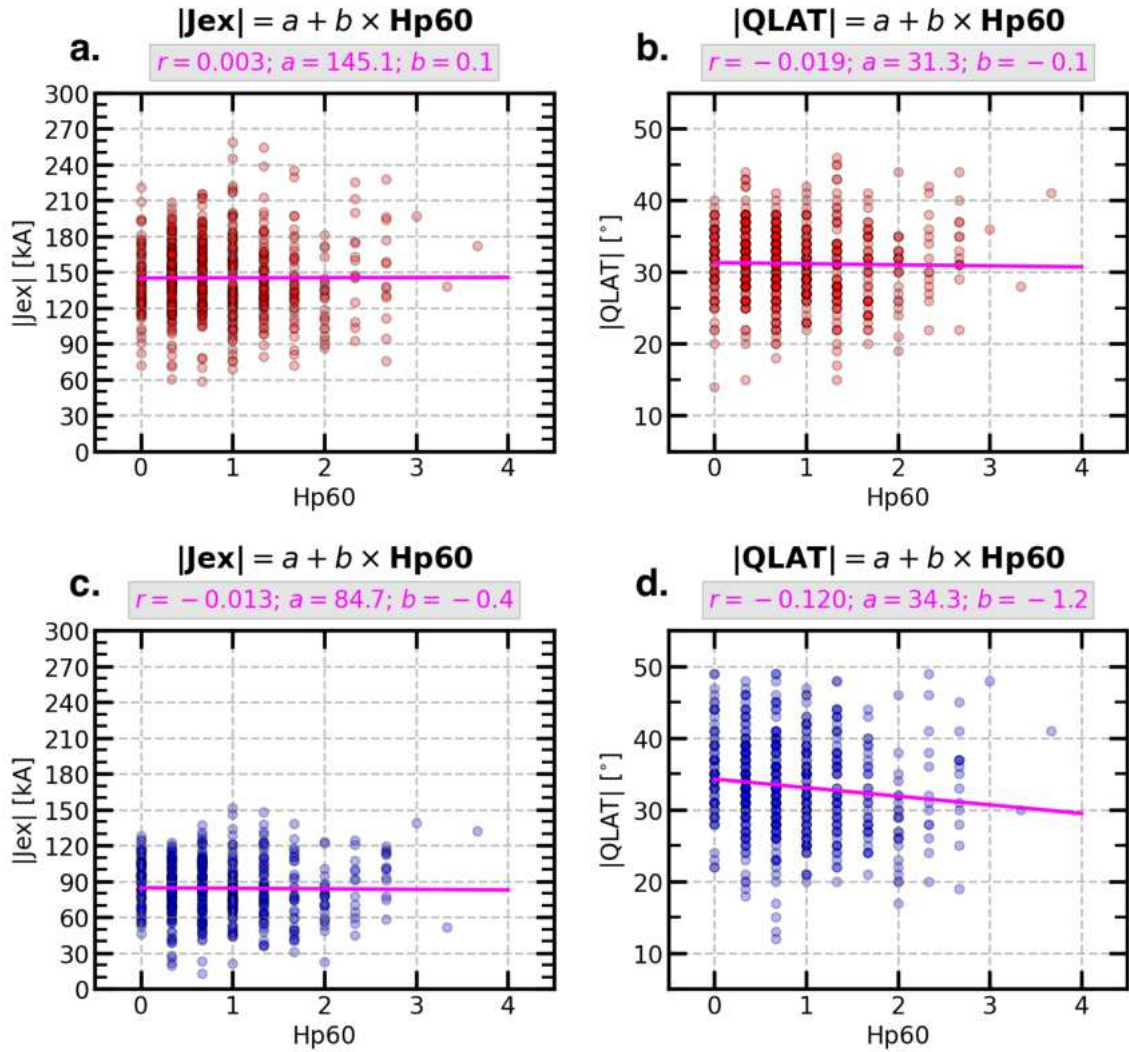 a.
|Jex| = a + b × Hp60
r = 0.003; a = 145.1; b = 0.1
300
270
240
210
180
150
120
90
60
30
0
|Jex| [kA]
0 1 2 3 4
Hp60
b.
|QLAT| = a + b × Hp60
r = −0.019; a = 31.3; b = −0.1
50
40
30
20
10
|QLAT| [°]
0 1 2 3 4
Hp60
c.
|Jex| = a + b × Hp60
r = −0.013; a = 84.7; b = −0.4
300
270
240
210
180
150
120
90
60
30
0
|Jex| [kA]
0 1 2 3 4
Hp60
d.
|QLAT| = a + b × Hp60
r = −0.120; a = 34.3; b = −1.2
50
40
30
20
10
|QLAT| [°]
0 1 2 3 4
Hp60